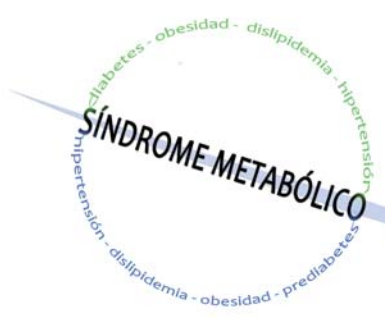 diabetes - obesidad - dislipidemia - hipertensión
SÍNDROME METABÓLICO
hipertensión - dislipidemia - obesidad - prediabetes